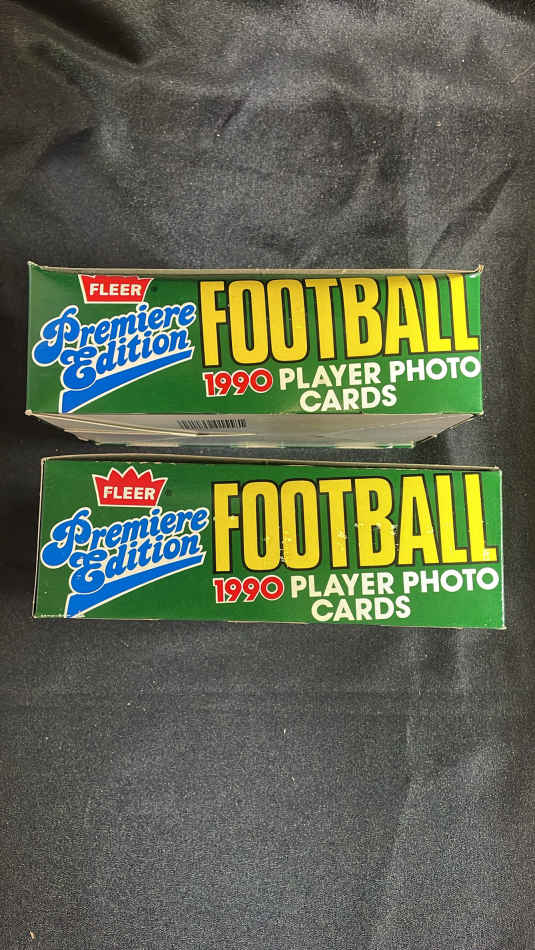 FLEER®
Premiere
Edition
FOOTBALL
1990 PLAYER PHOTO
CARDS
FLEER®
Premiere
Edition
FOOTBALL
1990 PLAYER PHOTO
CARDS